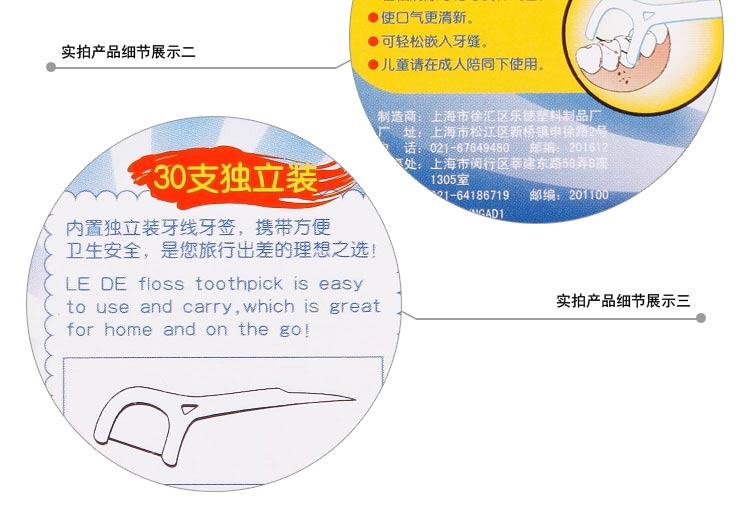 使口气更清新。
可轻松嵌入牙缝。
儿童请在成人陪同下使用。
实拍产品细节展示二
制造商：上海市徐汇区乐德塑料制品厂
厂 址：上海市松江区新桥镇申徐路2号
话：021-67649480 邮编：201612
处：上海市闵行区莘建东路58弄B座
1305室
021-64186719 邮编：201100
30支独立装
内置独立装牙线牙签，携带方便
卫生安全，是您旅行出差的理想之选！
LE DE floss toothpick is easy
to use and carry,which is great
for home and on the go!
实拍产品细节展示三